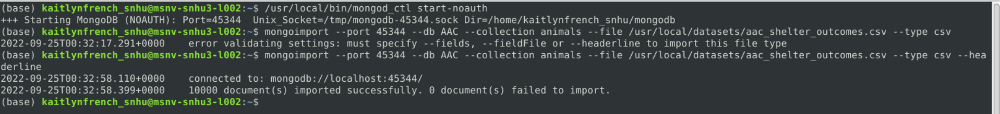 (base) kaitlynfrench_snhu@msnv-snhu3-l002:~$ /usr/local/bin/mongod_ctl start-noauth
+++ Starting MongoDB (NOAUTH): Port=45344  Unix_Socket=/tmp/mongodb-45344.sock Dir=/home/kaitlynfrench_snhu/mongodb
(base) kaitlynfrench_snhu@msnv-snhu3-l002:~$ mongoimport --port 45344 --db AAC --collection animals --file /usr/local/datasets/aac_shelter_outcomes.csv --type csv
2022-09-25T00:32:17.291+0000    error validating settings: must specify --fields, --fieldFile or --headerline to import this file type
(base) kaitlynfrench_snhu@msnv-snhu3-l002:~$ mongoimport --port 45344 --db AAC --collection animals --file /usr/local/datasets/aac_shelter_outcomes.csv --type csv --hea
derline
2022-09-25T00:32:58.110+0000    connected to: mongodb://localhost:45344/
2022-09-25T00:32:58.399+0000    10000 document(s) imported successfully. 0 document(s) failed to import.
(base) kaitlynfrench_snhu@msnv-snhu3-l002:~$